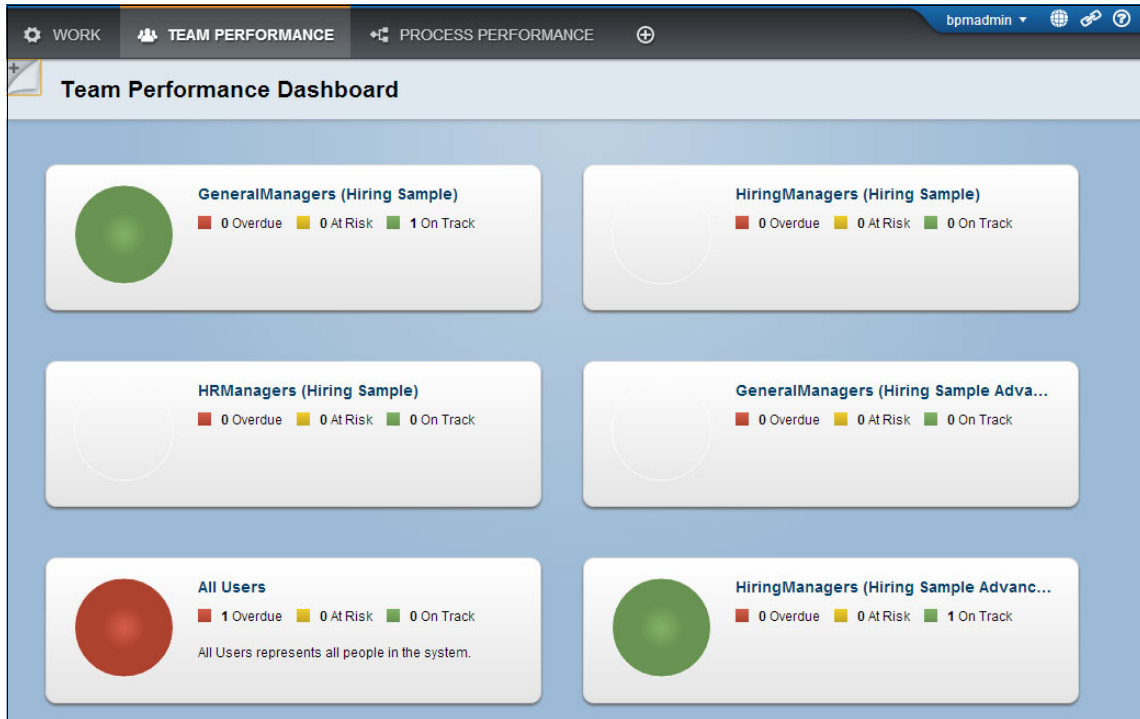 WORK TEAM PERFORMANCE PROCESS PERFORMANCE bpmadmin
Team Performance Dashboard
GeneralManagers (Hiring Sample)
0 Overdue 0 At Risk 1 On Track
HiringManagers (Hiring Sample)
0 Overdue 0 At Risk 0 On Track
HRManagers (Hiring Sample)
0 Overdue 0 At Risk 0 On Track
GeneralManagers (Hiring Sample Adva...
0 Overdue 0 At Risk 0 On Track
All Users
1 Overdue 0 At Risk 0 On Track
All Users represents all people in the system.
HiringManagers (Hiring Sample Advanc...
0 Overdue 0 At Risk 1 On Track